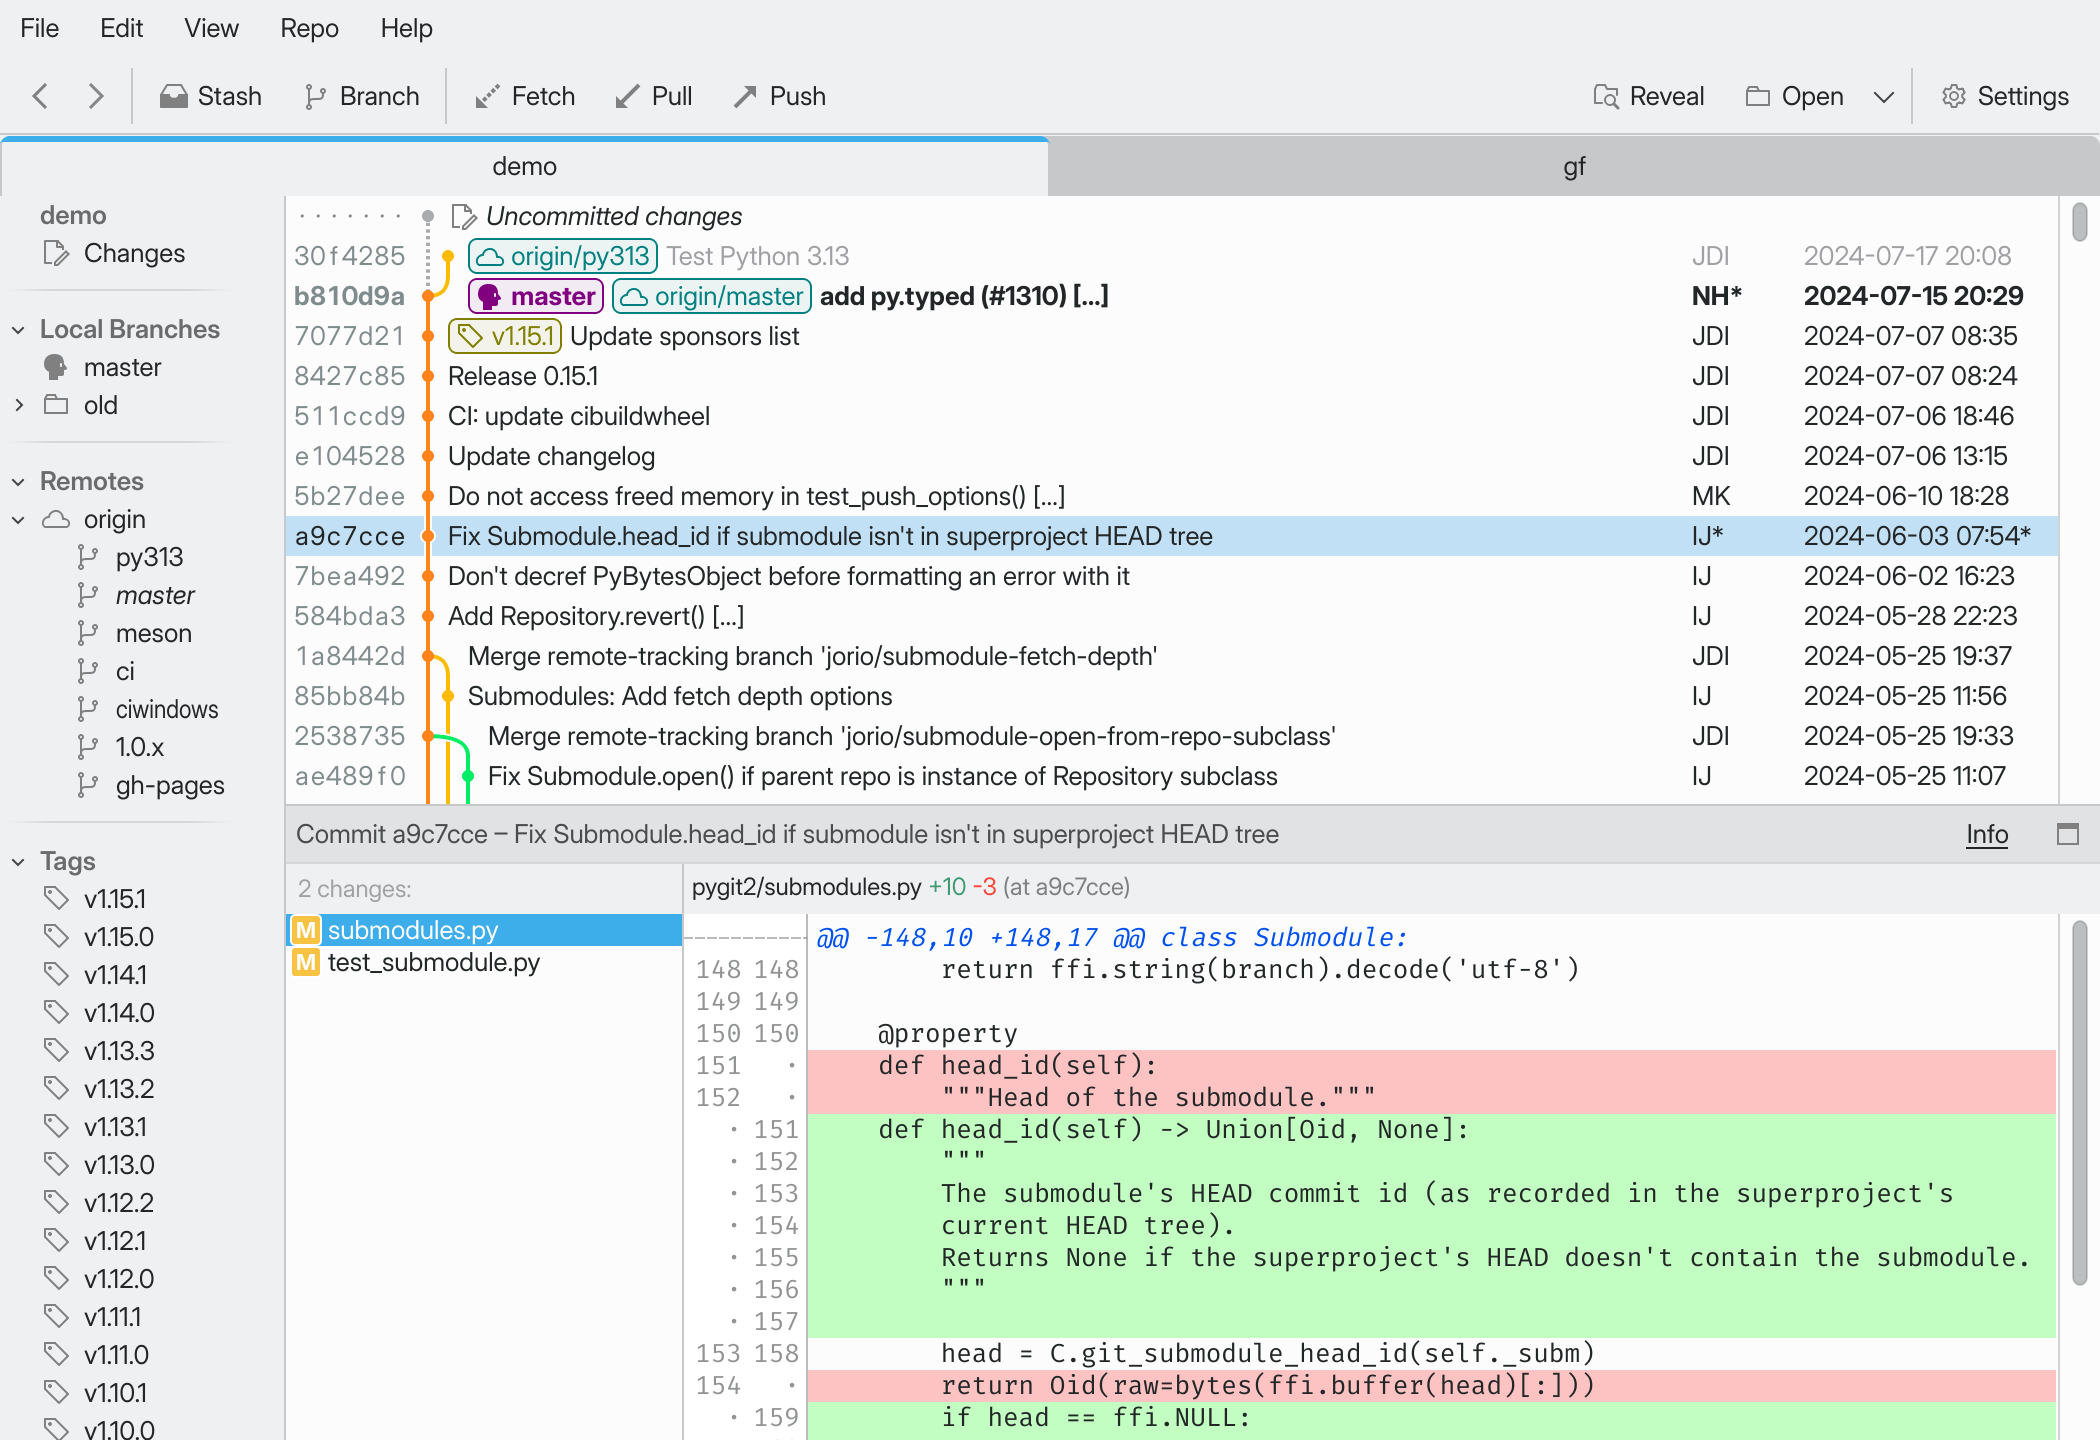 File Edit View Repo Help
Stash Branch Fetch Pull Push Reveal Open Settings
demo gf
demo
Changes
Local Branches
master
old
Remotes
origin
py313
master
meson
ci
ciwindows
1.0.x
gh-pages
Tags
v1.15.1
v1.15.0
v1.14.1
v1.14.0
v1.13.3
v1.13.2
v1.13.1
v1.13.0
v1.12.2
v1.12.1
v1.12.0
v1.11.1
v1.11.0
v1.10.1
v1.10.0
· · · · · · · Uncommitted changes
30f4285 origin/py313 Test Python 3.13 JDI 2024-07-17 20:08
b810d9a master origin/master add py.typed (#1310) [...] NH* 2024-07-15 20:29
7077d21 v1.15.1 Update sponsors list JDI 2024-07-07 08:35
8427c85 Release 0.15.1 JDI 2024-07-07 08:24
511ccd9 CI: update cibuildwheel JDI 2024-07-06 18:46
e104528 Update changelog JDI 2024-07-06 13:15
5b27dee Do not access freed memory in test_push_options() [...] MK 2024-06-10 18:28
a9c7cce Fix Submodule.head_id if submodule isn't in superproject HEAD tree IJ* 2024-06-03 07:54*
7bea492 Don't decref PyBytesObject before formatting an error with it IJ 2024-06-02 16:23
584bda3 Add Repository.revert() [...] IJ 2024-05-28 22:23
1a8442d Merge remote-tracking branch 'jorio/submodule-fetch-depth' JDI 2024-05-25 19:37
85bb84b Submodules: Add fetch depth options IJ 2024-05-25 11:56
2538735 Merge remote-tracking branch 'jorio/submodule-open-from-repo-subclass' JDI 2024-05-25 19:33
ae489f0 Fix Submodule.open() if parent repo is instance of Repository subclass IJ 2024-05-25 11:07
Commit a9c7cce – Fix Submodule.head_id if submodule isn't in superproject HEAD tree Info
2 changes:
M submodules.py
M test_submodule.py
pygit2/submodules.py +10 -3 (at a9c7cce)
@@ -148,10 +148,17 @@ class Submodule:
148 148 return ffi.string(branch).decode('utf-8')
149 149
150 150 @property
151 · def head_id(self):
152 · """Head of the submodule."""
· 151 def head_id(self) -> Union[Oid, None]:
· 152 """
· 153 The submodule's HEAD commit id (as recorded in the superproject's
· 154 current HEAD tree).
· 155 Returns None if the superproject's HEAD doesn't contain the submodule.
· 156 """
· 157
153 158 head = C.git_submodule_head_id(self._subm)
154 · return Oid(raw=bytes(ffi.buffer(head)[:]))
· 159 if head == ffi.NULL: